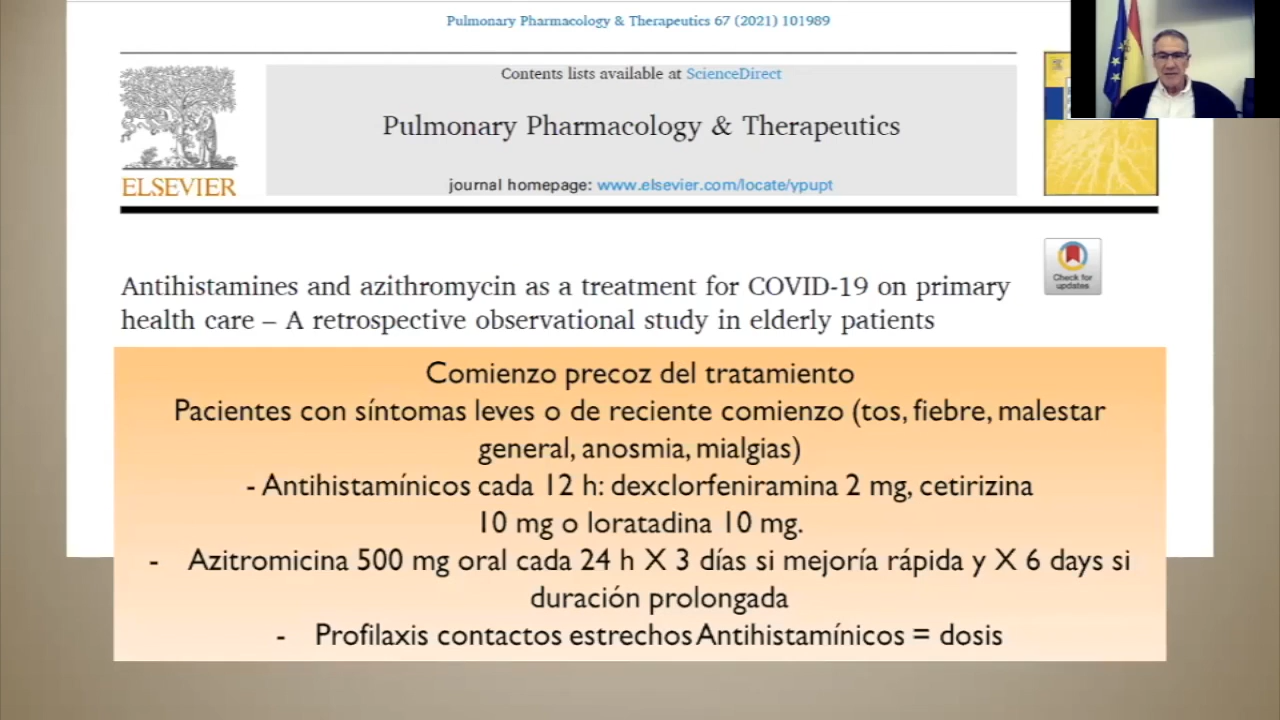 Pulmonary Pharmacology & Therapeutics 67 (2021) 101989
Contents lists available at ScienceDirect
Pulmonary Pharmacology & Therapeutics
journal homepage: www.elsevier.com/locate/ypupt
ELSEVIER
Check for
updates
Antihistamines and azithromycin as a treatment for COVID-19 on primary
health care – A retrospective observational study in elderly patients
Comienzo precoz del tratamiento
Pacientes con síntomas leves o de reciente comienzo (tos, fiebre, malestar
general, anosmia, mialgias)
- Antihistamínicos cada 12 h: dexclorfeniramina 2 mg, cetirizina
10 mg o loratadina 10 mg.
- Azitromicina 500 mg oral cada 24 h X 3 días si mejoría rápida y X 6 days si
duración prolongada
- Profilaxis contactos estrechos Antihistamínicos = dosis